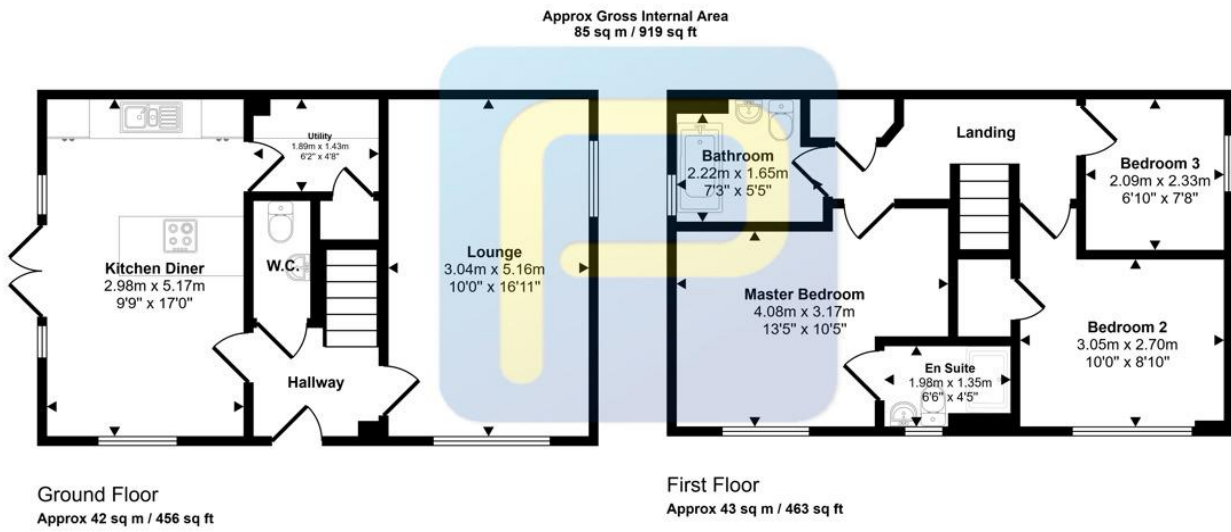 Approx Gross Internal Area
85 sq m / 919 sq ft
Utility
1.89m x 1.43m
6'2" x 4'8"
W.C.
Kitchen Diner
2.98m x 5.17m
9'9" x 17'0"
Hallway
Lounge
3.04m x 5.16m
10'0" x 16'11"
Ground Floor
Approx 42 sq m / 456 sq ft
Bathroom
2.22m x 1.65m
7'3" x 5'5"
Landing
Bedroom 3
2.09m x 2.33m
6'10" x 7'8"
Master Bedroom
4.08m x 3.17m
13'5" x 10'5"
En Suite
1.98m x 1.35m
6'6" x 4'5"
Bedroom 2
3.05m x 2.70m
10'0" x 8'10"
First Floor
Approx 43 sq m / 463 sq ft